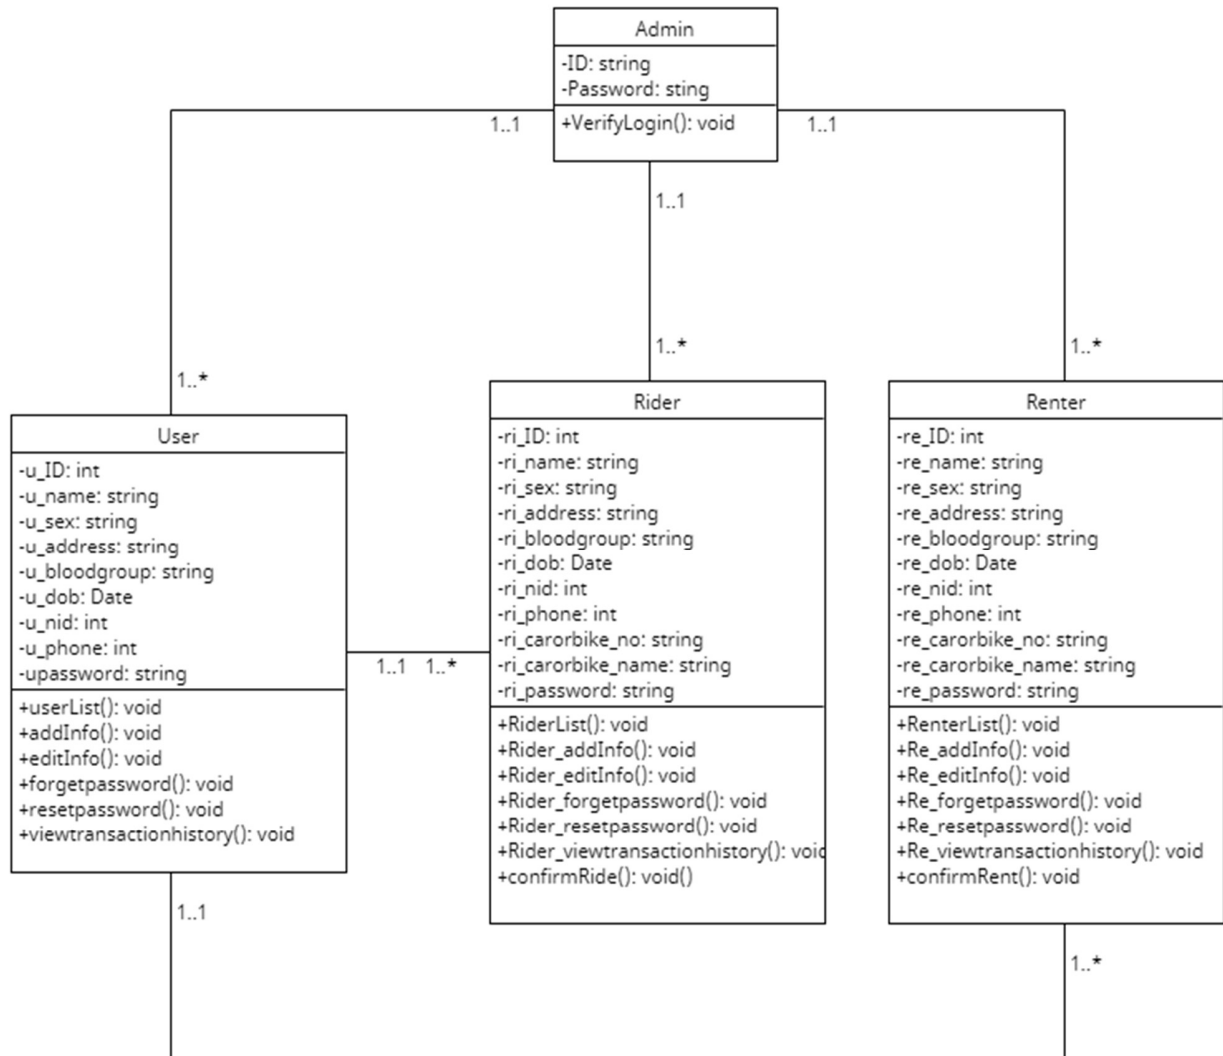 Admin
-ID: string
-Password: sting
+VerifyLogin(): void
1..1
1..1
1..1
1..*
1..*
1..*
User
-u_ID: int
-u_name: string
-u_sex: string
-u_address: string
-u_bloodgroup: string
-u_dob: Date
-u_nid: int
-u_phone: int
-upassword: string
+userList(): void
+addInfo(): void
+editInfo(): void
+forgetpassword(): void
+resetpassword(): void
+viewtransactionhistory(): void
1..1
1..1 1..*
Rider
-ri_ID: int
-ri_name: string
-ri_sex: string
-ri_address: string
-ri_bloodgroup: string
-ri_dob: Date
-ri_nid: int
-ri_phone: int
-ri_carorbike_no: string
-ri_carorbike_name: string
-ri_password: string
+RiderList(): void
+Rider_addInfo(): void
+Rider_editInfo(): void
+Rider_forgetpassword(): void
+Rider_resetpassword(): void
+Rider_viewtransactionhistory(): void
+confirmRide(): void()
Renter
-re_ID: int
-re_name: string
-re_sex: string
-re_address: string
-re_bloodgroup: string
-re_dob: Date
-re_nid: int
-re_phone: int
-re_carorbike_no: string
-re_carorbike_name: string
-re_password: string
+RenterList(): void
+Re_addInfo(): void
+Re_editInfo(): void
+Re_forgetpassword(): void
+Re_resetpassword(): void
+Re_viewtransactionhistory(): void
+confirmRent(): void
1..*